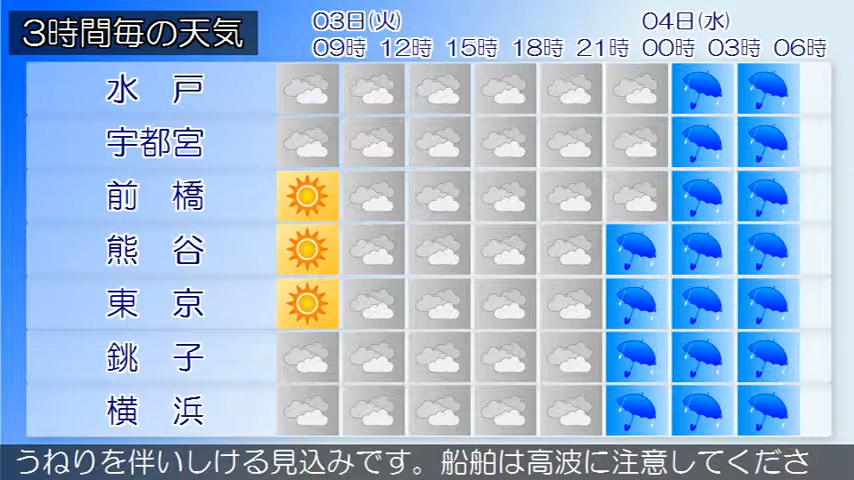 3時間毎の天気
03日(火) 04日(水)
09時 12時 15時 18時 21時 00時 03時 06時
水戸
宇都宮
前橋
熊谷
東京
銚子
横浜
うねりを伴いしける見込みです。船舶は高波に注意してくださ